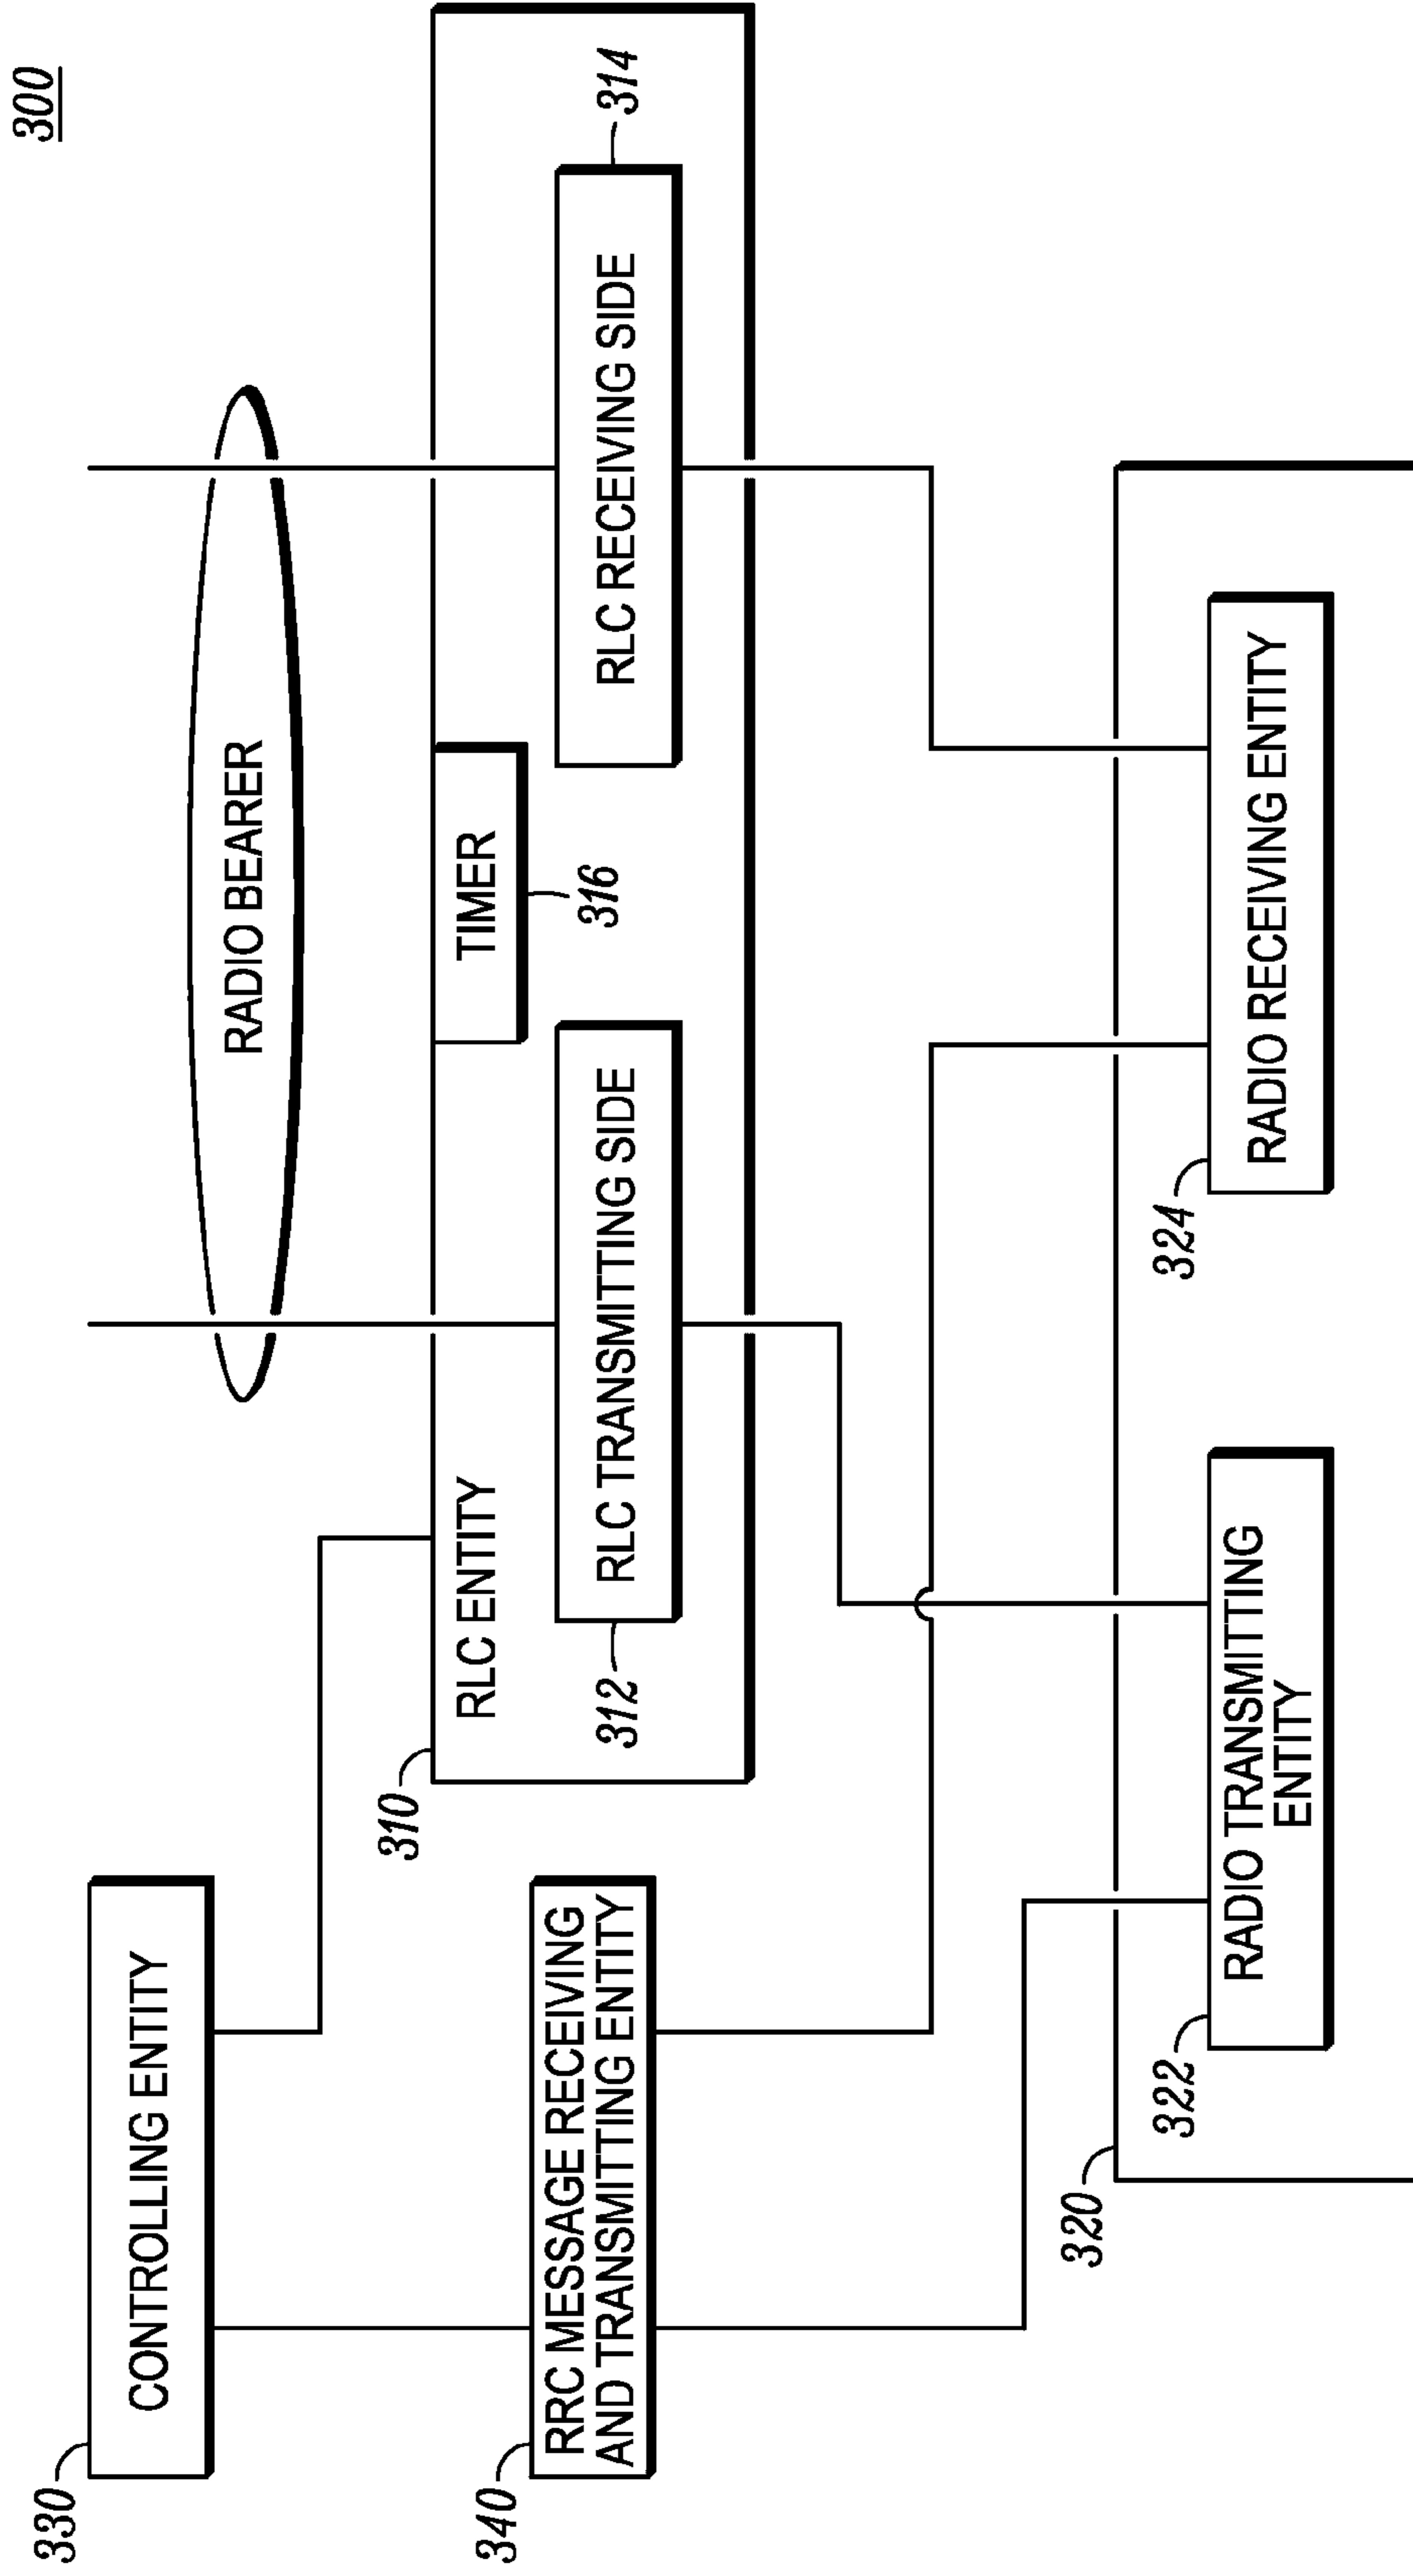 300
330
CONTROLLING ENTITY
RADIO BEARER
310
RLC ENTITY
TIMER
316
340
RRC MESSAGE RECEIVING
AND TRANSMITTING ENTITY
312
RLC TRANSMITTING SIDE
RLC RECEIVING SIDE
314
320
322
RADIO TRANSMITTING
ENTITY
324
RADIO RECEIVING ENTITY